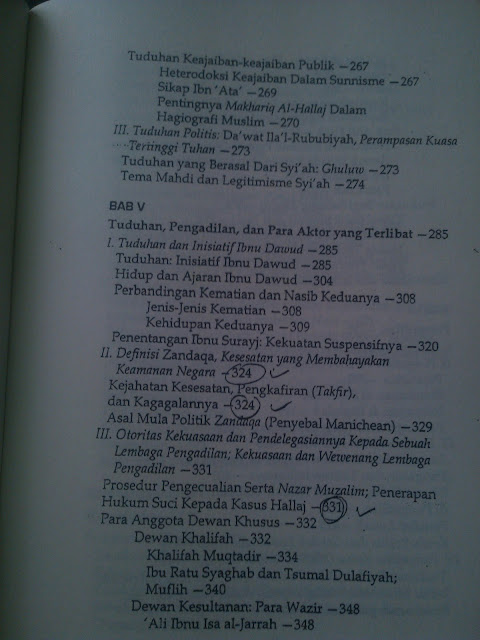 Tuduhan Keajaiban-keajaiban Publik —267
Heterodoksi Keajaiban Dalam Sunnisme —267
Sikap Ibn 'Ata' —269
Pentingnya Makhariq Al-Hallaj Dalam
Hagiografi Muslim —270
III. Tuduhan Politis: Da'wat Ila'l-Rububiyah, Perampasan Kuasa
Tertinggi Tuhan —273
Tuduhan yang Berasal Dari Syi'ah: Ghuluw —273
Tema Mahdi dan Legitimisme Syi'ah —274
BAB V
Tuduhan, Pengadilan, dan Para Aktor yang Terlibat —285
I. Tuduhan dan Inisiatif Ibnu Dawud —285
Tuduhan: Inisiatif Ibnu Dawud —285
Hidup dan Ajaran Ibnu Dawud —304
Perbandingan Kematian dan Nasib Keduanya —308
Jenis-Jenis Kematian —308
Kehidupan Keduanya —309
Penentangan Ibnu Surayj: Kekuatan Suspensifnya —320
II. Definisi Zandaqa, Kesesatan yang Membahayakan
Keamanan Negara —324
Kejahatan Kesesatan, Pengkafiran (Takfir),
dan Kagagalannya —324
Asal Mula Politik Zandaqa (Penyebal Manichean) —329
III. Otoritas Kekuasaan dan Pendelegasiannya Kepada Sebuah
Lembaga Pengadilan; Kekuasaan dan Wewenang Lembaga
Pengadilan —331
Prosedur Pengecualian Serta Nazar Muzalim; Penerapan
Hukum Suci Kepada Kasus Hallaj —331
Para Anggota Dewan Khusus —332
Dewan Khalifah —332
Khalifah Muqtadir —334
Ibu Ratu Syaghab dan Tsumal Dulafiyah;
Muflih —340
Dewan Kesultanan: Para Wazir —348
'Ali Ibnu Isa al-Jarrah —348